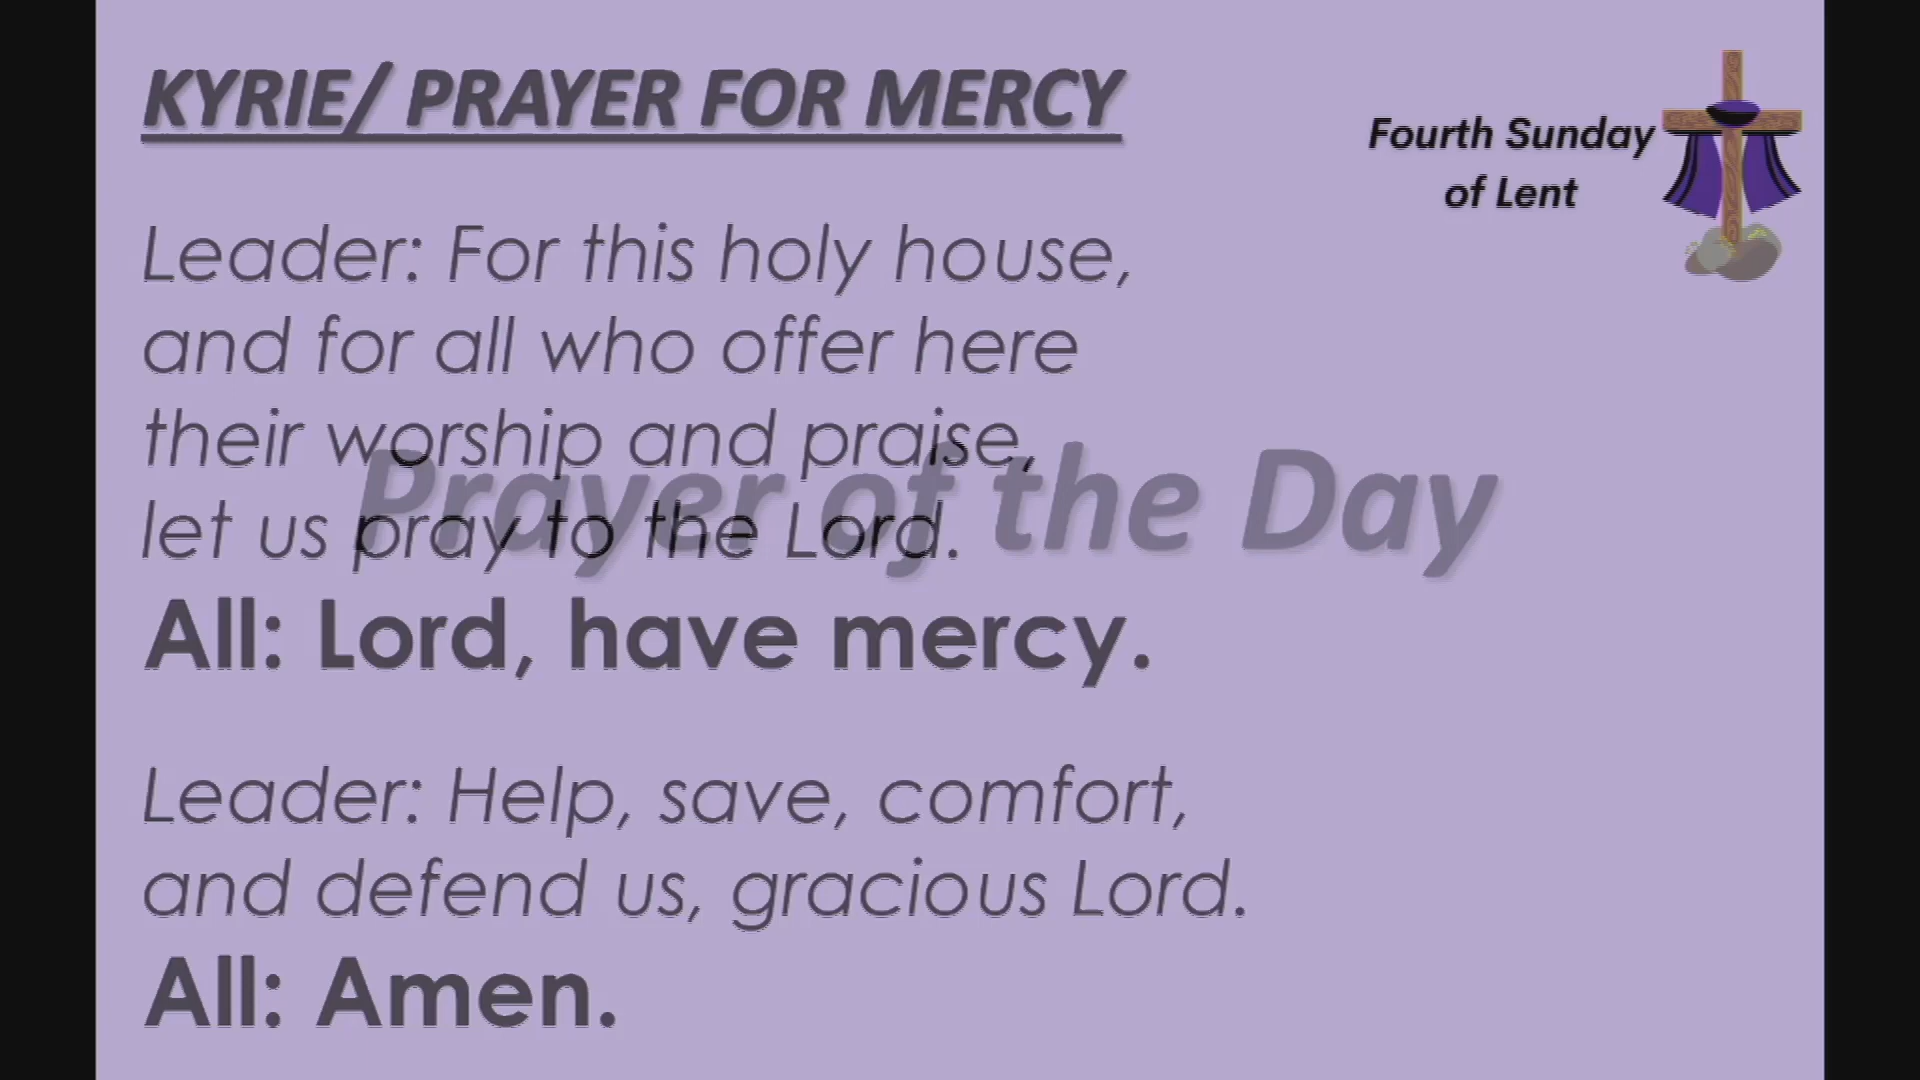 KYRIE/ PRAYER FOR MERCY
Fourth Sunday
of Lent
Leader: For this holy house,
and for all who offer here
their worship and praise,
let us pray to the Lord.
Prayer of the Day
All: Lord, have mercy.
Leader: Help, save, comfort,
and defend us, gracious Lord.
All: Amen.